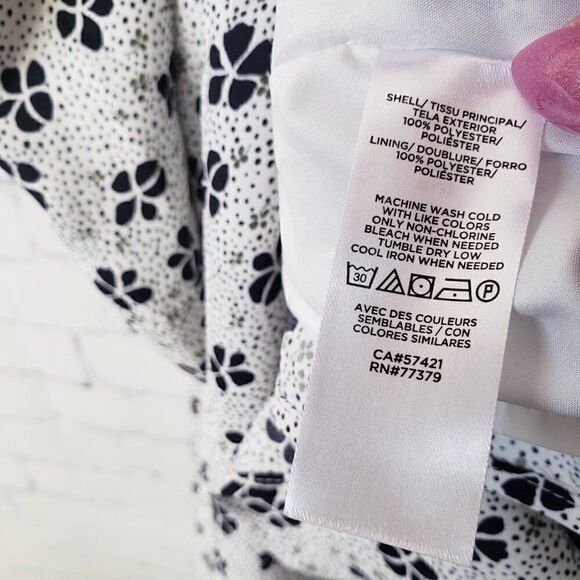 SHELL/ TISSU PRINCIPAL/
TELA EXTERIOR
100% POLYESTER/
POLIÉSTER
LINING/ DOUBLURE/ FORRO
100% POLYESTER/
POLIÉSTER
MACHINE WASH COLD
WITH LIKE COLORS
ONLY NON-CHLORINE
BLEACH WHEN NEEDED
TUMBLE DRY LOW
COOL IRON WHEN NEEDED
30 P
AVEC DES COULEURS
SEMBLABLES / CON
COLORES SIMILARES
CA#57421
RN#77379